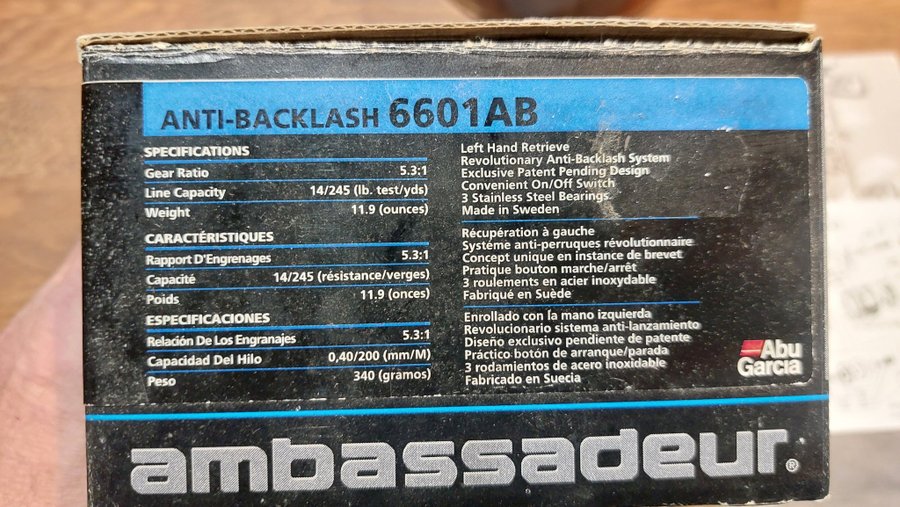 ANTI-BACKLASH 6601AB
SPECIFICATIONS
Gear Ratio 5.3:1
Line Capacity 14/245 (lb. test/yds)
Weight 11.9 (ounces)
Left Hand Retrieve
Revolutionary Anti-Backlash System
Exclusive Patent Pending Design
Convenient On/Off Switch
3 Stainless Steel Bearings
Made in Sweden
CARACTÉRISTIQUES
Rapport D'Engrenages 5.3:1
Capacité 14/245 (résistance/verges)
Poids 11.9 (onces)
Récupération à gauche
Système anti-perruques révolutionnaire
Concept unique en instance de brevet
Pratique bouton marche/arrêt
3 roulements en acier inoxydable
Fabriqué en Suède
ESPECIFICACIONES
Relación De Los Engranajes 5.3:1
Capacidad Del Hilo 0,40/200 (mm/M)
Peso 340 (gramos)
Enrollado con la mano izquierda
Revolucionario sistema anti-lanzamiento
Diseño exclusivo pendiente de patente
Práctico botón de arranque/parada
3 rodamientos de acero inoxidable
Fabricado en Suecia
Abu
Garcia
ambassadeur®